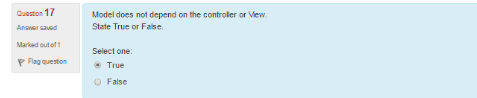 Question 17
Answer saved
Marked out of 1
Flag question
Model does not depend on the controller or View.
State True or False.
Select one:
True
False